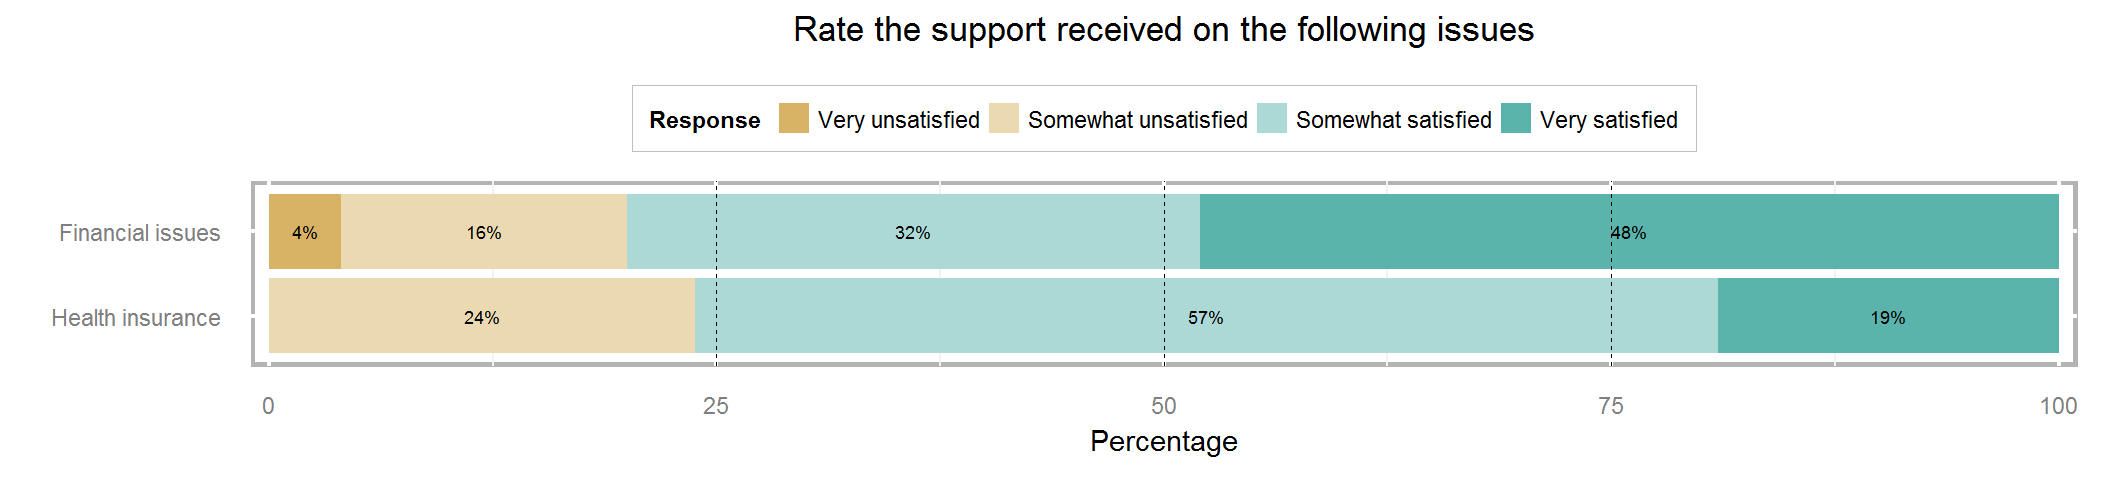 Rate the support received on the following issues
Response Very unsatisfied Somewhat unsatisfied Somewhat satisfied Very satisfied
Financial issues 4% 16% 32% 48%
Health insurance 24% 57% 19%
0 25 50 75 100
Percentage